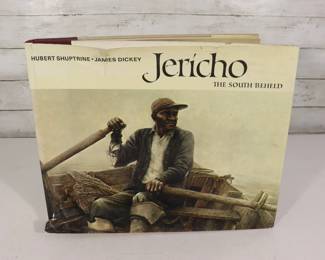 HUBERT SHUPTRINE • JAMES DICKEY
Jericho
THE SOUTH BEHELD